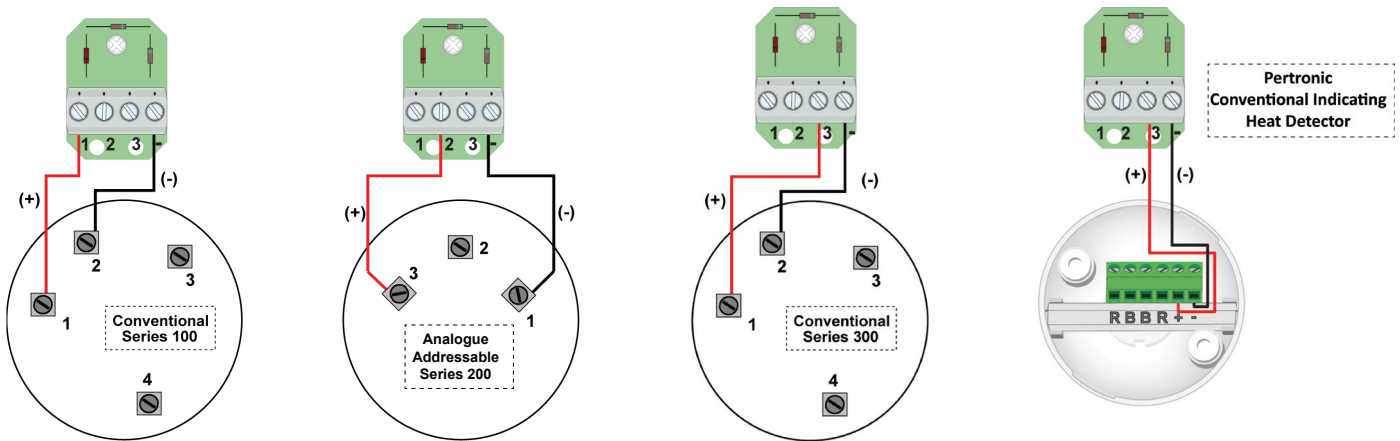 1 2 3 -
(+)
(-)
2
3
1
Conventional
Series 100
4
1 2 3 -
(+)
(-)
2
3
1
Analogue
Addressable
Series 200
1 2 3 -
(+)
(-)
2
3
1
Conventional
Series 300
4
1 2 3 -
(+)
(-)
R B B R + -
Pertronic
Conventional Indicating
Heat Detector